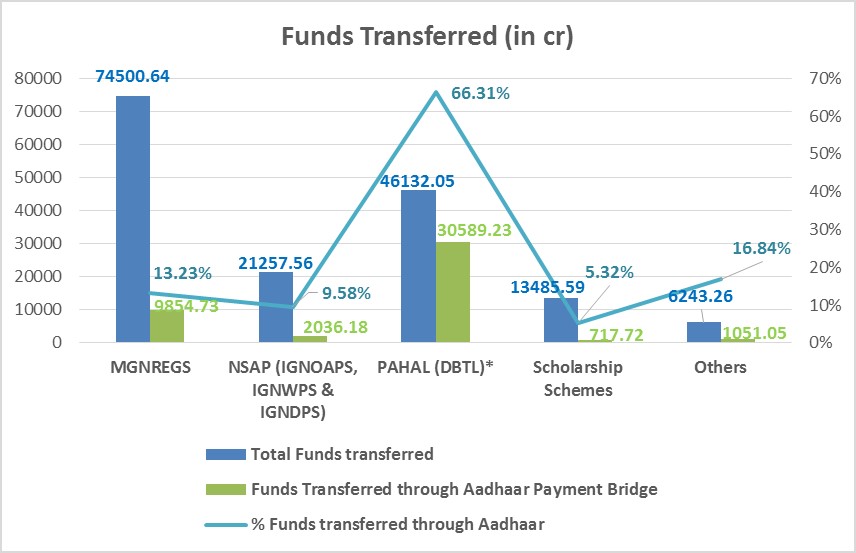 Funds Transferred (in cr)
74500.64
80000
70000
60000
50000
40000
30000
20000
10000
0
70%
60%
50%
40%
30%
20%
10%
0%
66.31%
46132.05
30589.23
21257.56
13.23%
9.58%
9854.73
2036.18
13485.59
5.32%
717.72
16.84%
6243.26
1051.05
MGNREGS
NSAP (IGNOAPS,
IGNWPS &
IGNDPS)
PAHAL (DBTL)*
Scholarship
Schemes
Others
Total Funds transferred
Funds Transferred through Aadhaar Payment Bridge
% Funds transferred through Aadhaar